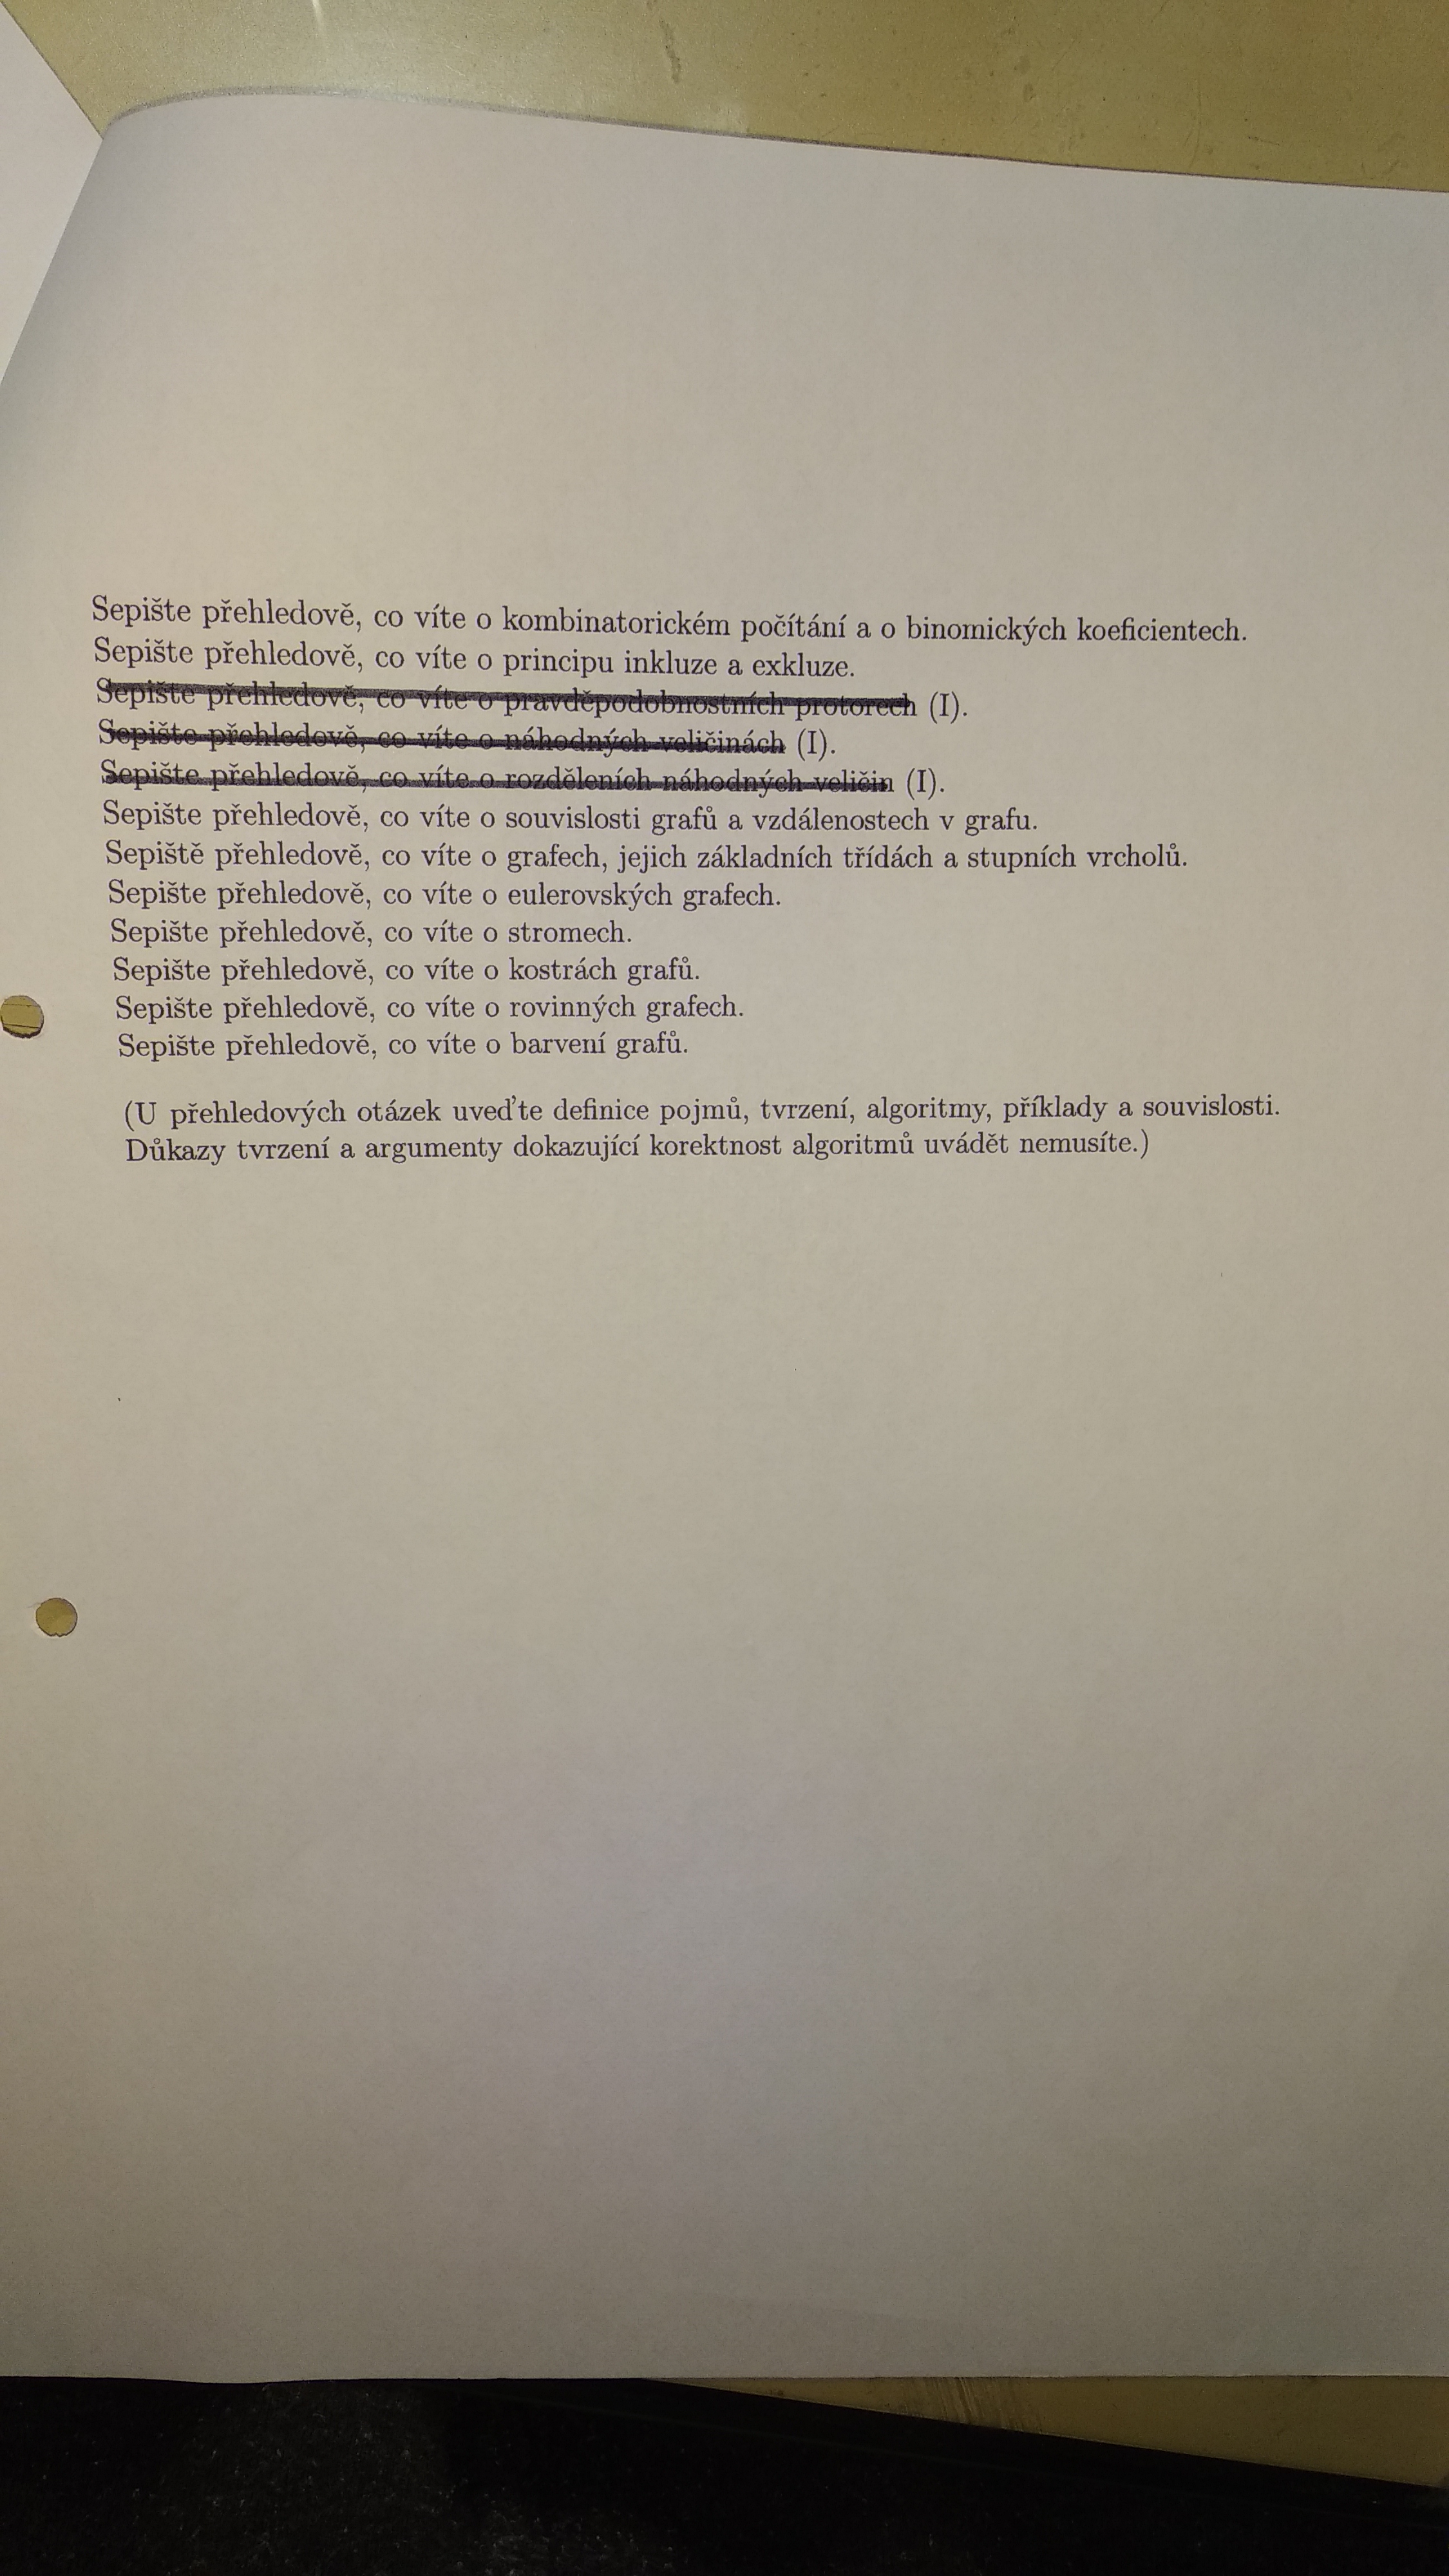 Sepište přehledově, co víte o kombinatorickém počítání a o binomických koeficientech.
Sepište přehledově, co víte o principu inkluze a exkluze.
Sepište přehledově, co víte o pravděpodobnostních protorech (I).
Sepište přehledově, co víte o náhodných veličinách (I).
Sepište přehledově, co víte o rozděleních náhodných veličin (I).
Sepište přehledově, co víte o souvislosti grafů a vzdálenostech v grafu.
Sepiště přehledově, co víte o grafech, jejich základních třídách a stupních vrcholů.
Sepište přehledově, co víte o eulerovských grafech.
Sepište přehledově, co víte o stromech.
Sepište přehledově, co víte o kostrách grafů.
Sepište přehledově, co víte o rovinných grafech.
Sepište přehledově, co víte o barvení grafů.
(U přehledových otázek uveďte definice pojmů, tvrzení, algoritmy, příklady a souvislosti.
Důkazy tvrzení a argumenty dokazující korektnost algoritmů uvádět nemusíte.)